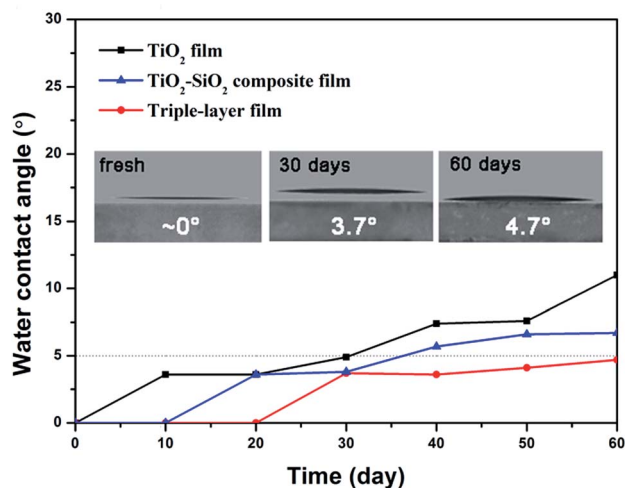 30
25
20
15
10
5
0
Water contact angle (°)
TiO₂ film
TiO₂-SiO₂ composite film
Triple-layer film
fresh
~0°
30 days
3.7°
60 days
4.7°
0 10 20 30 40 50 60
Time (day)